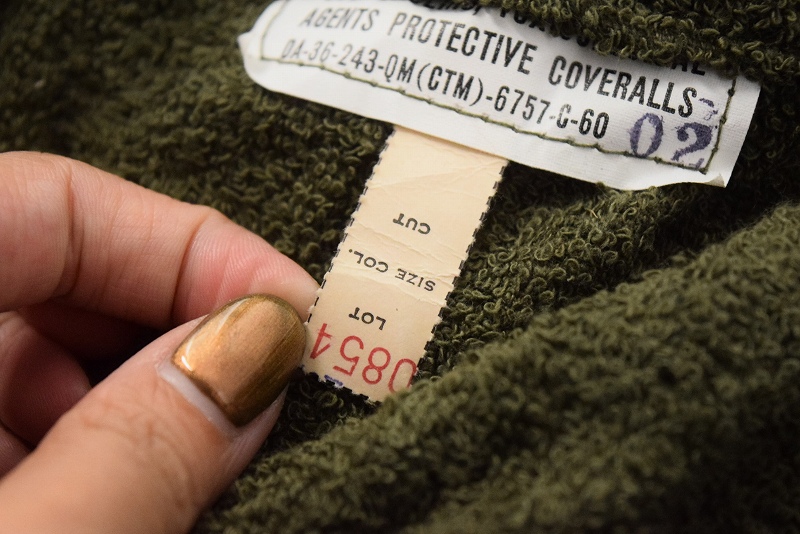 AGENTS PROTECTIVE COVERALLS
DA-36-243-QM(CTM)-6757-C-60
02
CUT
SIZE COL.
LOT
0854